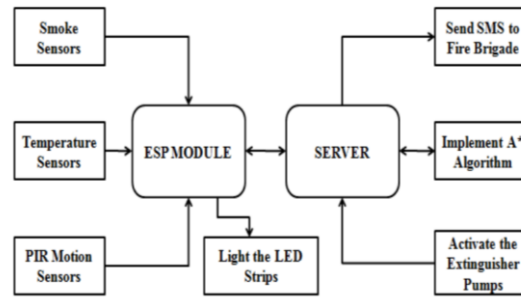 Smoke
Sensors
Send SMS to
Fire Brigade
Temperature
Sensors
ESP MODULE
SERVER
Implement A*
Algorithm
PIR Motion
Sensors
Light the LED
Strips
Activate the
Extinguisher
Pumps